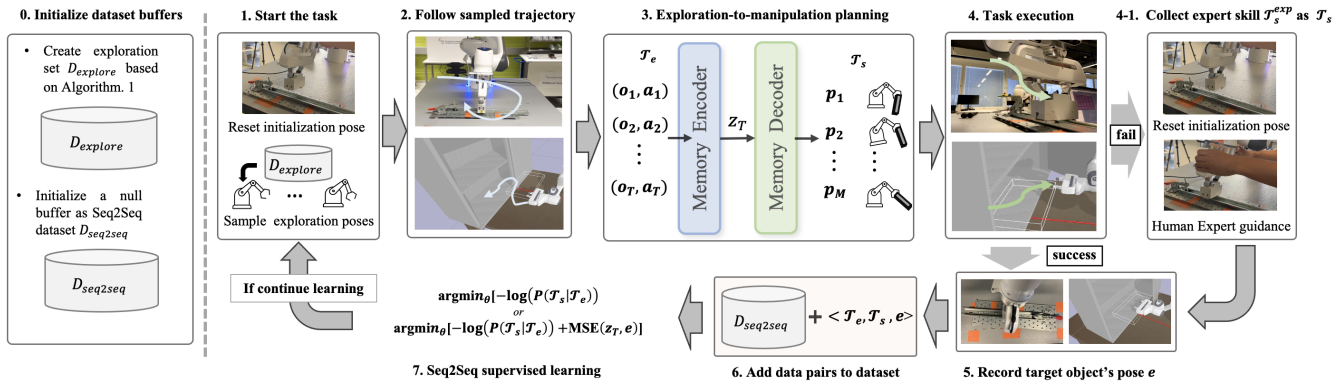 0. Initialize dataset buffers
• Create exploration
set D_explore based
on Algorithm. 1
D_explore
• Initialize a null
buffer as Seq2Seq
dataset D_seq2seq
D_seq2seq
1. Start the task
Reset initialization pose
D_explore
...
Sample exploration poses
2. Follow sampled trajectory
3. Exploration-to-manipulation planning
𝒯_e
(o_1, a_1)
(o_2, a_2)
⋮
(o_T, a_T)
Memory Encoder
z_T
Memory Decoder
𝒯_s
p_1
p_2
⋮ ⋮
p_M
4. Task execution
fail
success
4-1. Collect expert skill 𝒯_s^exp as 𝒯_s
Reset initialization pose
Human Expert guidance
5. Record target object's pose e
D_seq2seq + < 𝒯_e, 𝒯_s, e>
6. Add data pairs to dataset
argmin_θ[−log(P(𝒯_s|𝒯_e))
or
argmin_θ[−log(P(𝒯_s|𝒯_e)) +MSE(z_T, e)]
7. Seq2Seq supervised learning
If continue learning